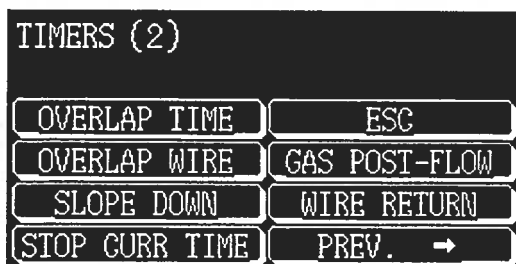 TIMERS (2)
OVERLAP TIME ESC
OVERLAP WIRE GAS POST-FLOW
SLOPE DOWN WIRE RETURN
STOP CURR TIME PREV. →